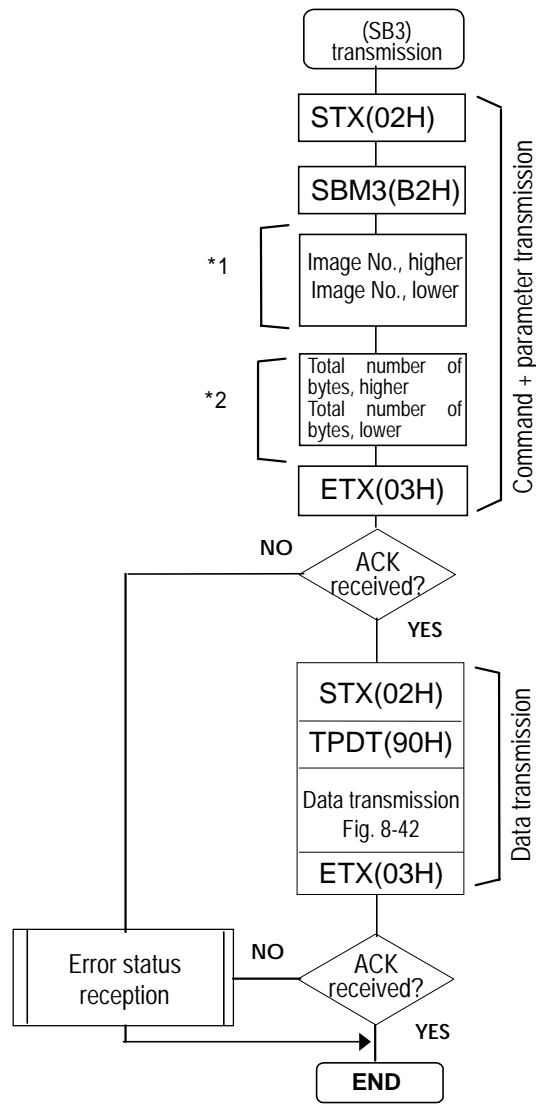 (SB3)
transmission
STX(02H)
SBM3(B2H)
*1
Image No., higher
Image No., lower
*2
Total number of
bytes, higher
Total number of
bytes, lower
ETX(03H)
Command + parameter transmission
NO
ACK
received?
YES
STX(02H)
TPDT(90H)
Data transmission
Fig. 8-42
ETX(03H)
Data transmission
Error status
reception
NO
ACK
received?
YES
END